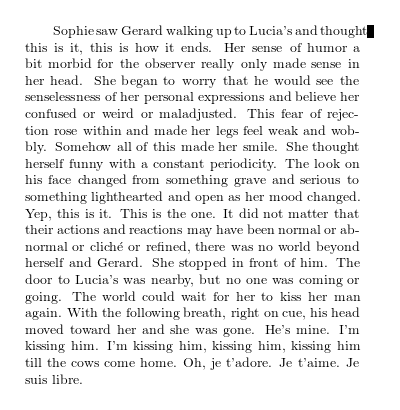 Sophie saw Gerard walking up to Lucia's and thought
this is it, this is how it ends. Her sense of humor a
bit morbid for the observer really only made sense in
her head. She began to worry that he would see the
senselessness of her personal expressions and believe her
confused or weird or maladjusted. This fear of rejec-
tion rose within and made her legs feel weak and wob-
bly. Somehow all of this made her smile. She thought
herself funny with a constant periodicity. The look on
his face changed from something grave and serious to
something lighthearted and open as her mood changed.
Yep, this is it. This is the one. It did not matter that
their actions and reactions may have been normal or ab-
normal or cliché or refined, there was no world beyond
herself and Gerard. She stopped in front of him. The
door to Lucia's was nearby, but no one was coming or
going. The world could wait for her to kiss her man
again. With the following breath, right on cue, his head
moved toward her and she was gone. He's mine. I'm
kissing him. I'm kissing him, kissing him, kissing him
till the cows come home. Oh, je t'adore. Je t'aime. Je
suis libre.